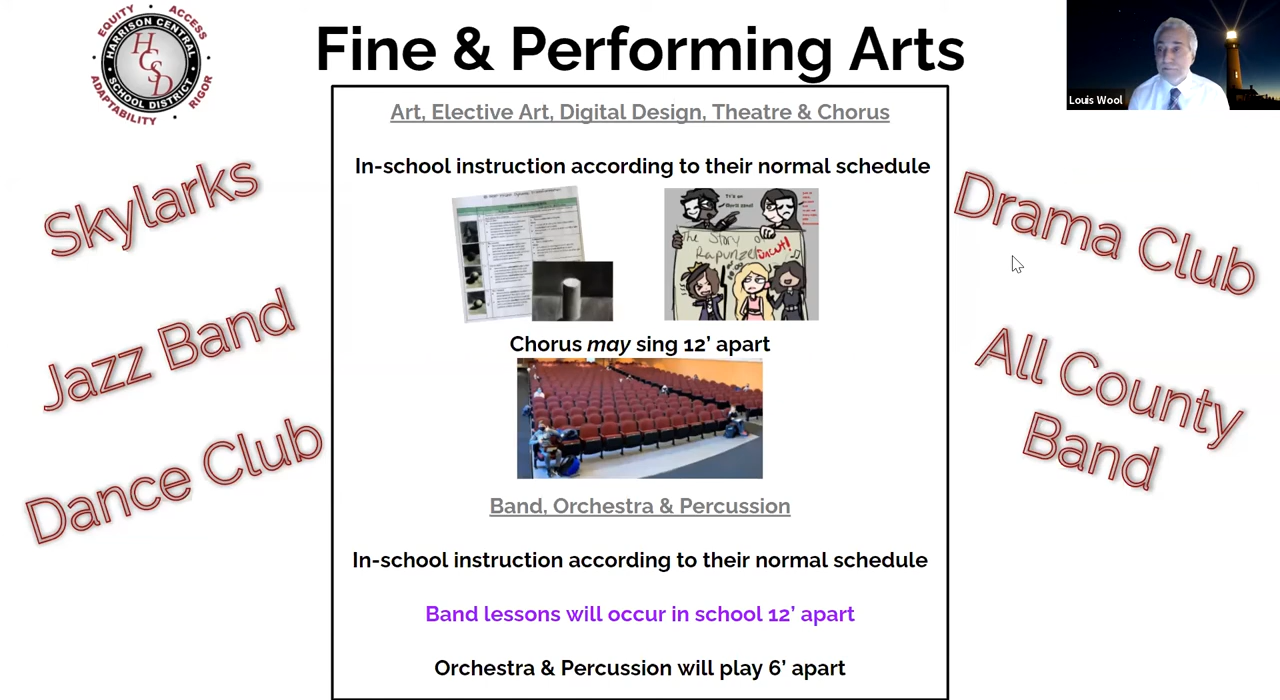 EQUITY
ACCESS
HARRISON CENTRAL
SCHOOL DISTRICT
HCSD
ADAPTABILITY
RIGOR
Fine & Performing Arts
Louis Wool
Art, Elective Art, Digital Design, Theatre & Chorus
In-school instruction according to their normal schedule
Skylarks
Jazz Band
Dance Club
Drama Club
All County
Band
The Story of
Rapunzel
uncut!
Chorus may sing 12’ apart
Band, Orchestra & Percussion
In-school instruction according to their normal schedule
Band lessons will occur in school 12’ apart
Orchestra & Percussion will play 6’ apart